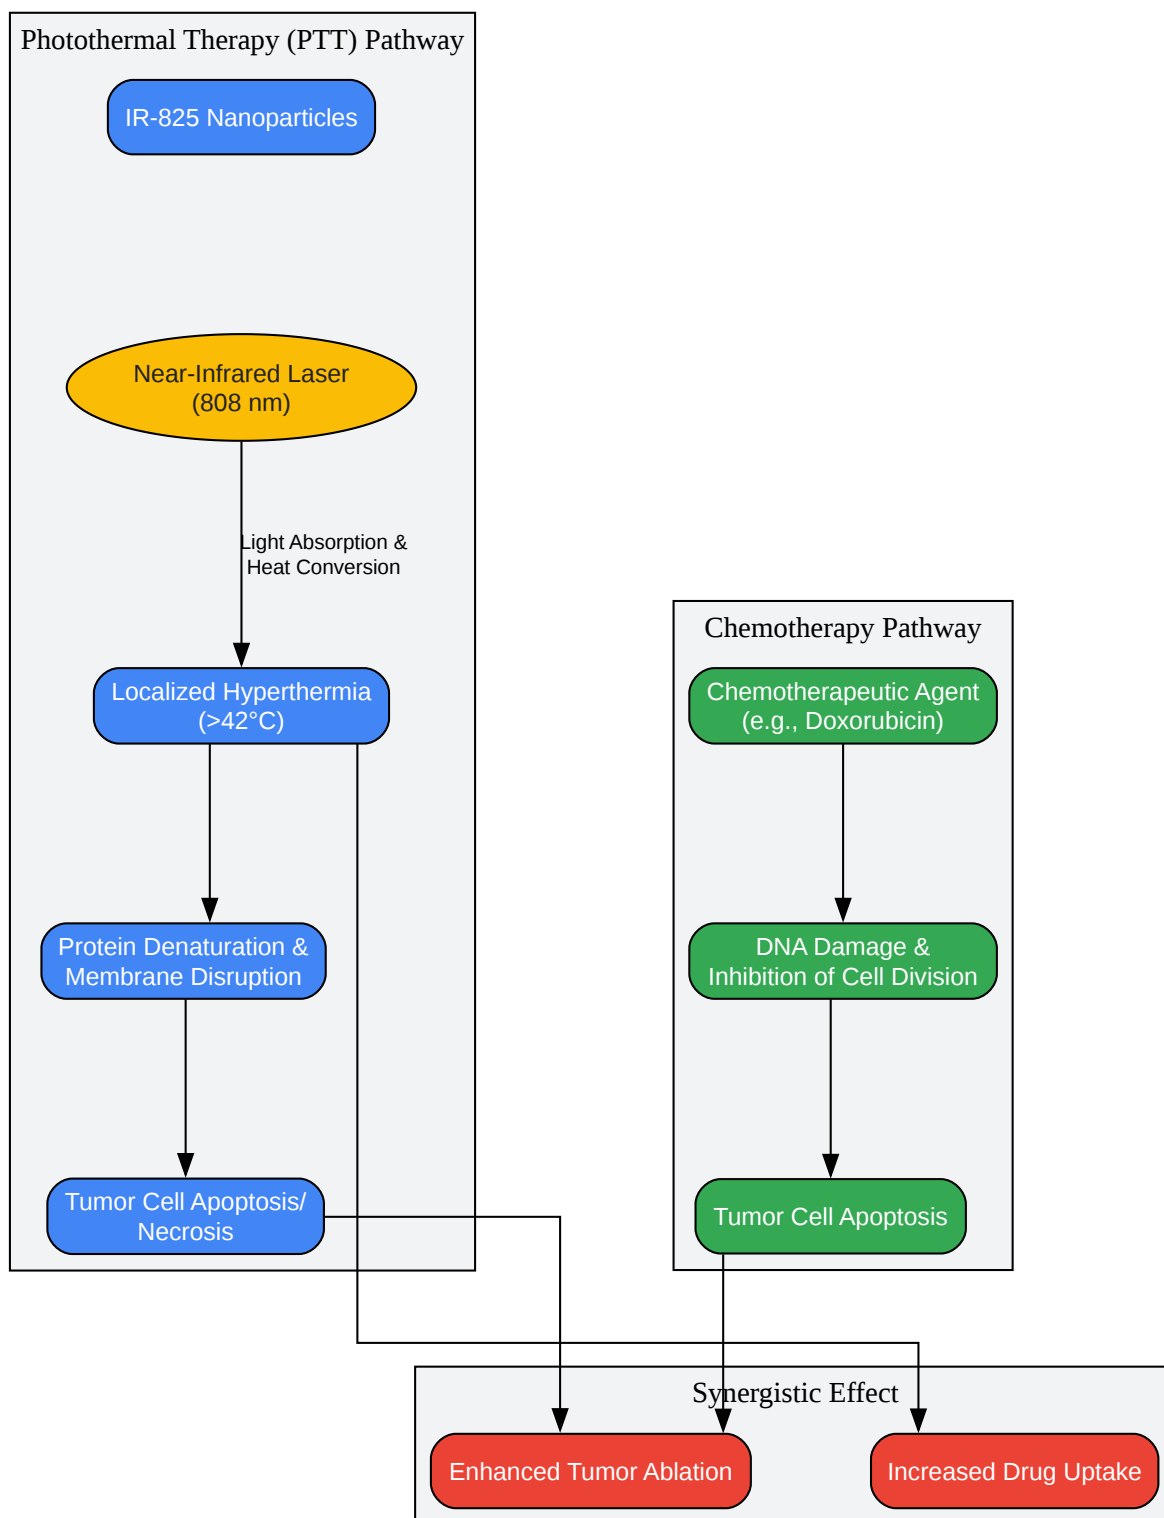 Photothermal Therapy (PTT) Pathway
IR-825 Nanoparticles
Near-Infrared Laser
(808 nm)
Light Absorption &
Heat Conversion
Localized Hyperthermia
(>42°C)
Protein Denaturation &
Membrane Disruption
Tumor Cell Apoptosis/
Necrosis
Chemotherapy Pathway
Chemotherapeutic Agent
(e.g., Doxorubicin)
DNA Damage &
Inhibition of Cell Division
Tumor Cell Apoptosis
Synergistic Effect
Enhanced Tumor Ablation
Increased Drug Uptake